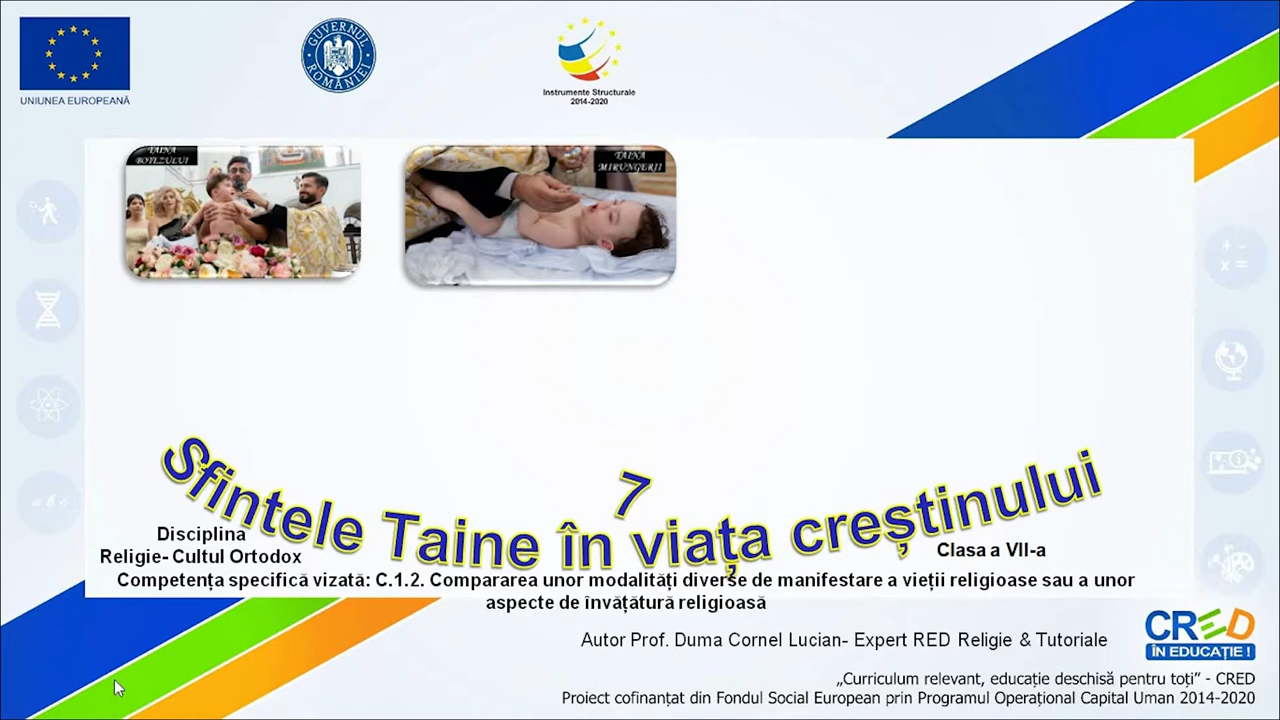 UNIUNEA EUROPEANĂ
GUVERNUL ROMÂNIEI
Instrumente Structurale
2014-2020
TAINA
BOTEZULUI
TAINA
MIRUNGERII
+ -
x =
a b c
7
Sfintele Taine în viața creștinului
Disciplina
Religie- Cultul Ortodox
Clasa a VII-a
Competența specifică vizată: C.1.2. Compararea unor modalități diverse de manifestare a vieții religioase sau a unor
aspecte de învățătură religioasă
Autor Prof. Duma Cornel Lucian- Expert RED Religie & Tutoriale
CRED
ÎN EDUCAȚIE !
„Curriculum relevant, educație deschisă pentru toți” - CRED
Proiect cofinanțat din Fondul Social European prin Programul Operațional Capital Uman 2014-2020